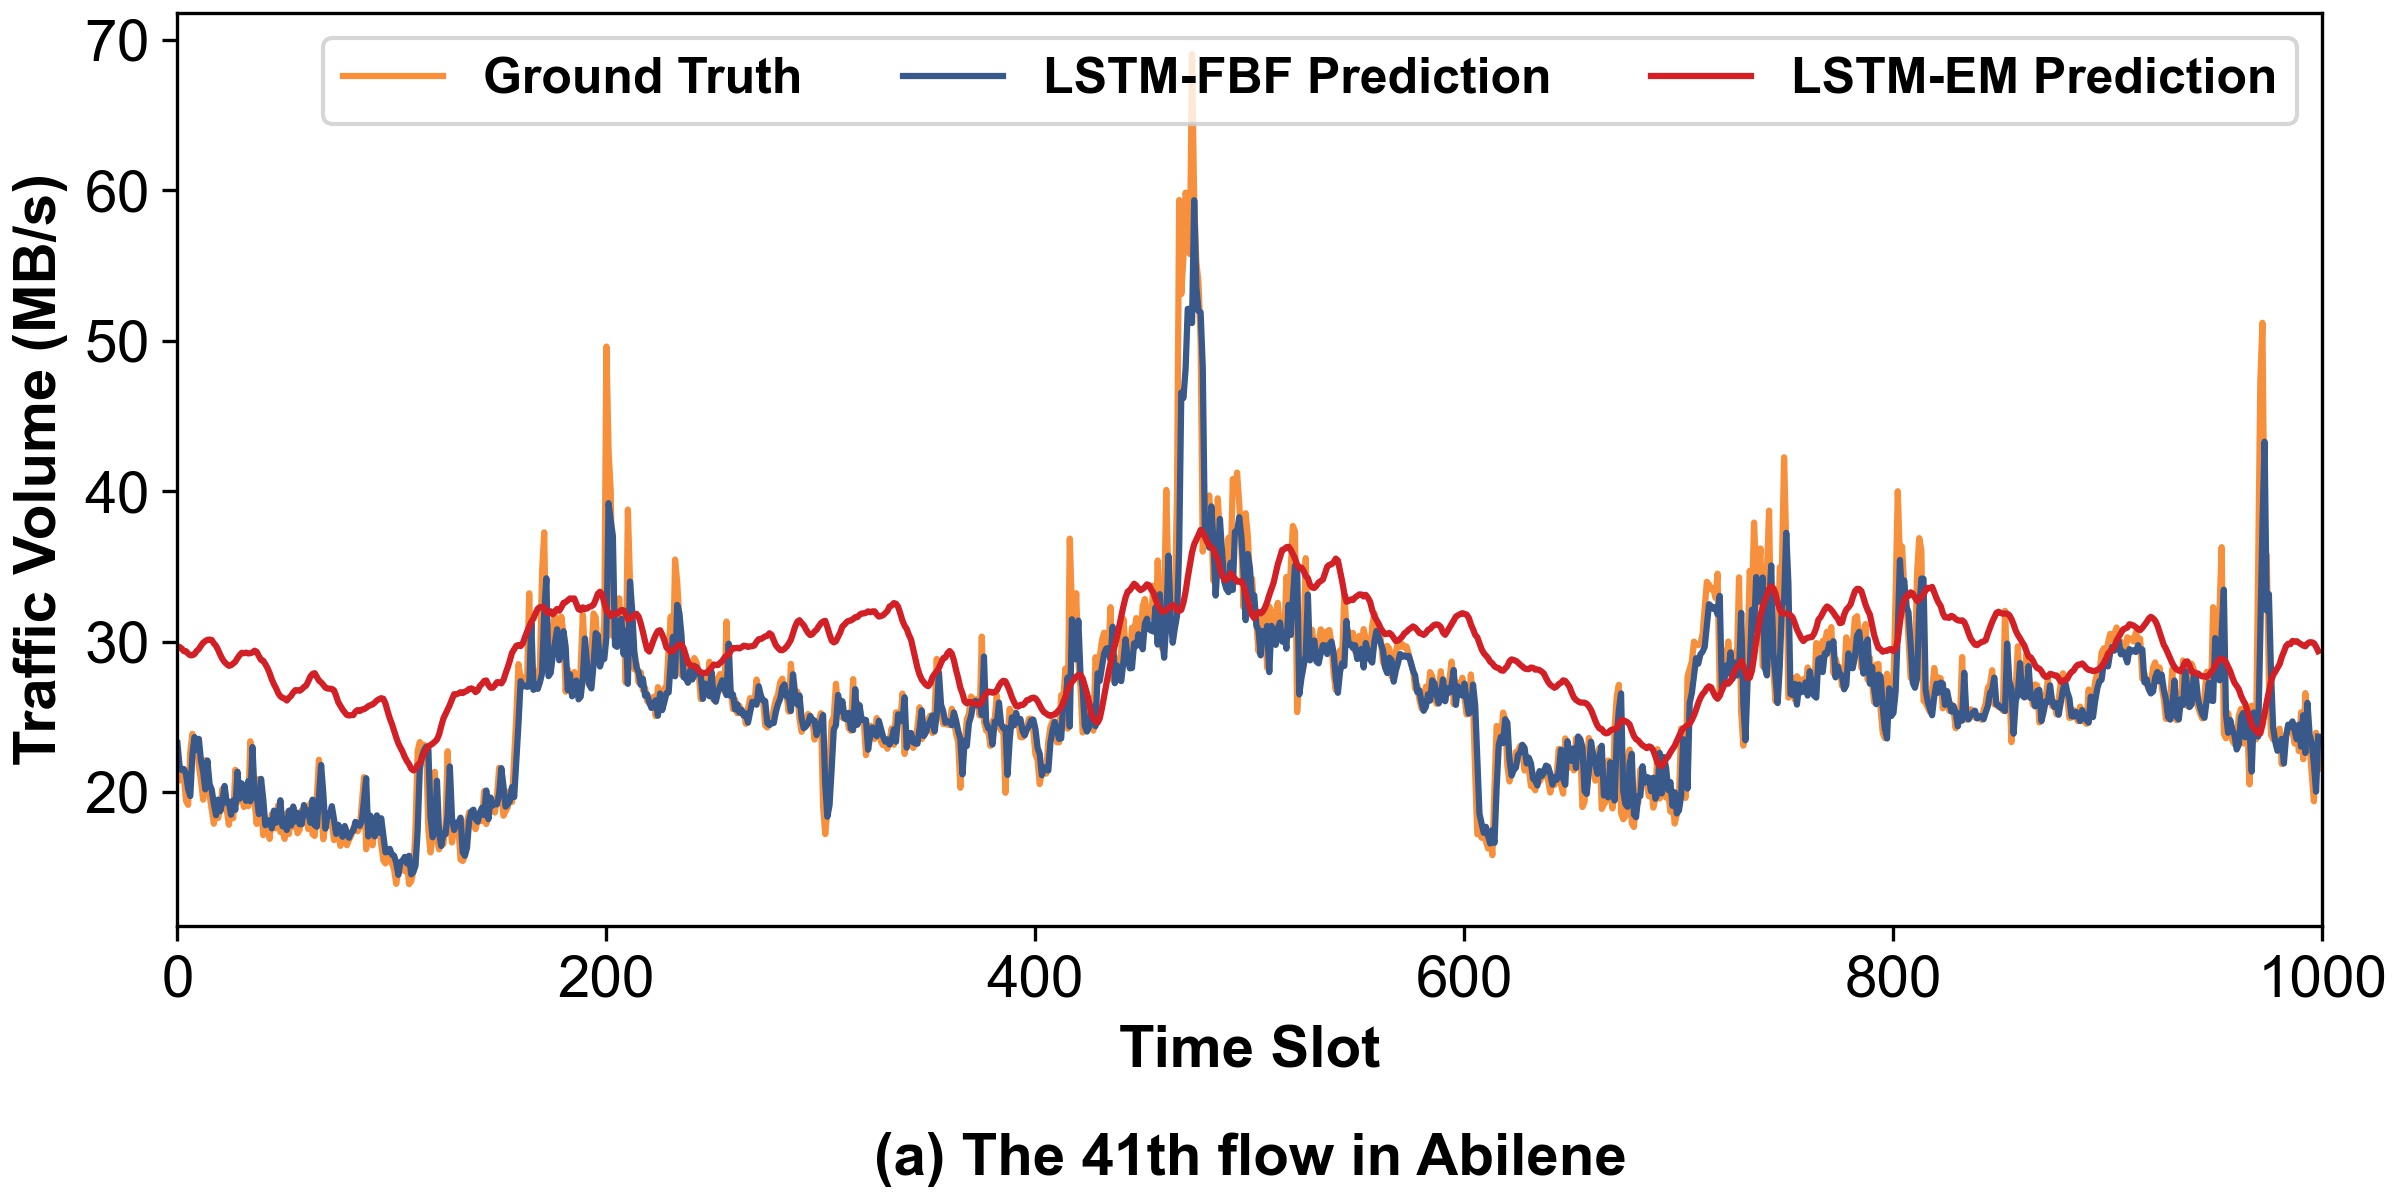 Ground Truth LSTM-FBF Prediction LSTM-EM Prediction
Traffic Volume (MB/s)
70
60
50
40
30
20
0 200 400 600 800 1000
Time Slot
(a) The 41th flow in Abilene